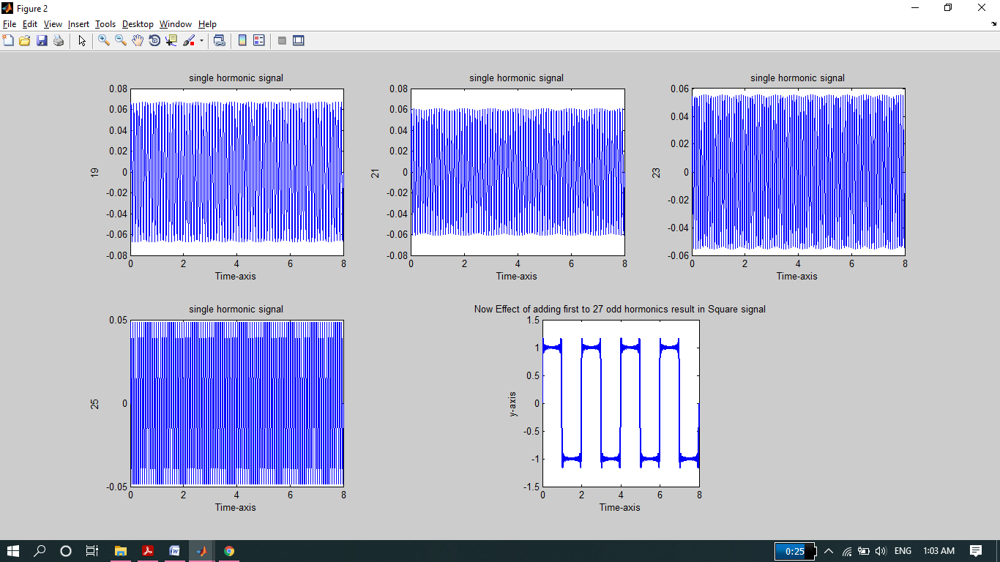 Figure 2
File Edit View Insert Tools Desktop Window Help
single hormonic signal
0.08
0.06
0.04
0.02
0
-0.02
-0.04
-0.06
-0.08
19
0 2 4 6 8
Time-axis
single hormonic signal
0.08
0.06
0.04
0.02
0
-0.02
-0.04
-0.06
-0.08
21
0 2 4 6 8
Time-axis
single hormonic signal
0.06
0.04
0.02
0
-0.02
-0.04
-0.06
23
0 2 4 6 8
Time-axis
single hormonic signal
0.05
0
-0.05
25
0 2 4 6 8
Time-axis
Now Effect of adding first to 27 odd hormonics result in Square signal
1.5
1
0.5
0
-0.5
-1
-1.5
y-axis
0 2 4 6 8
Time-axis
0:25 ENG 1:03 AM